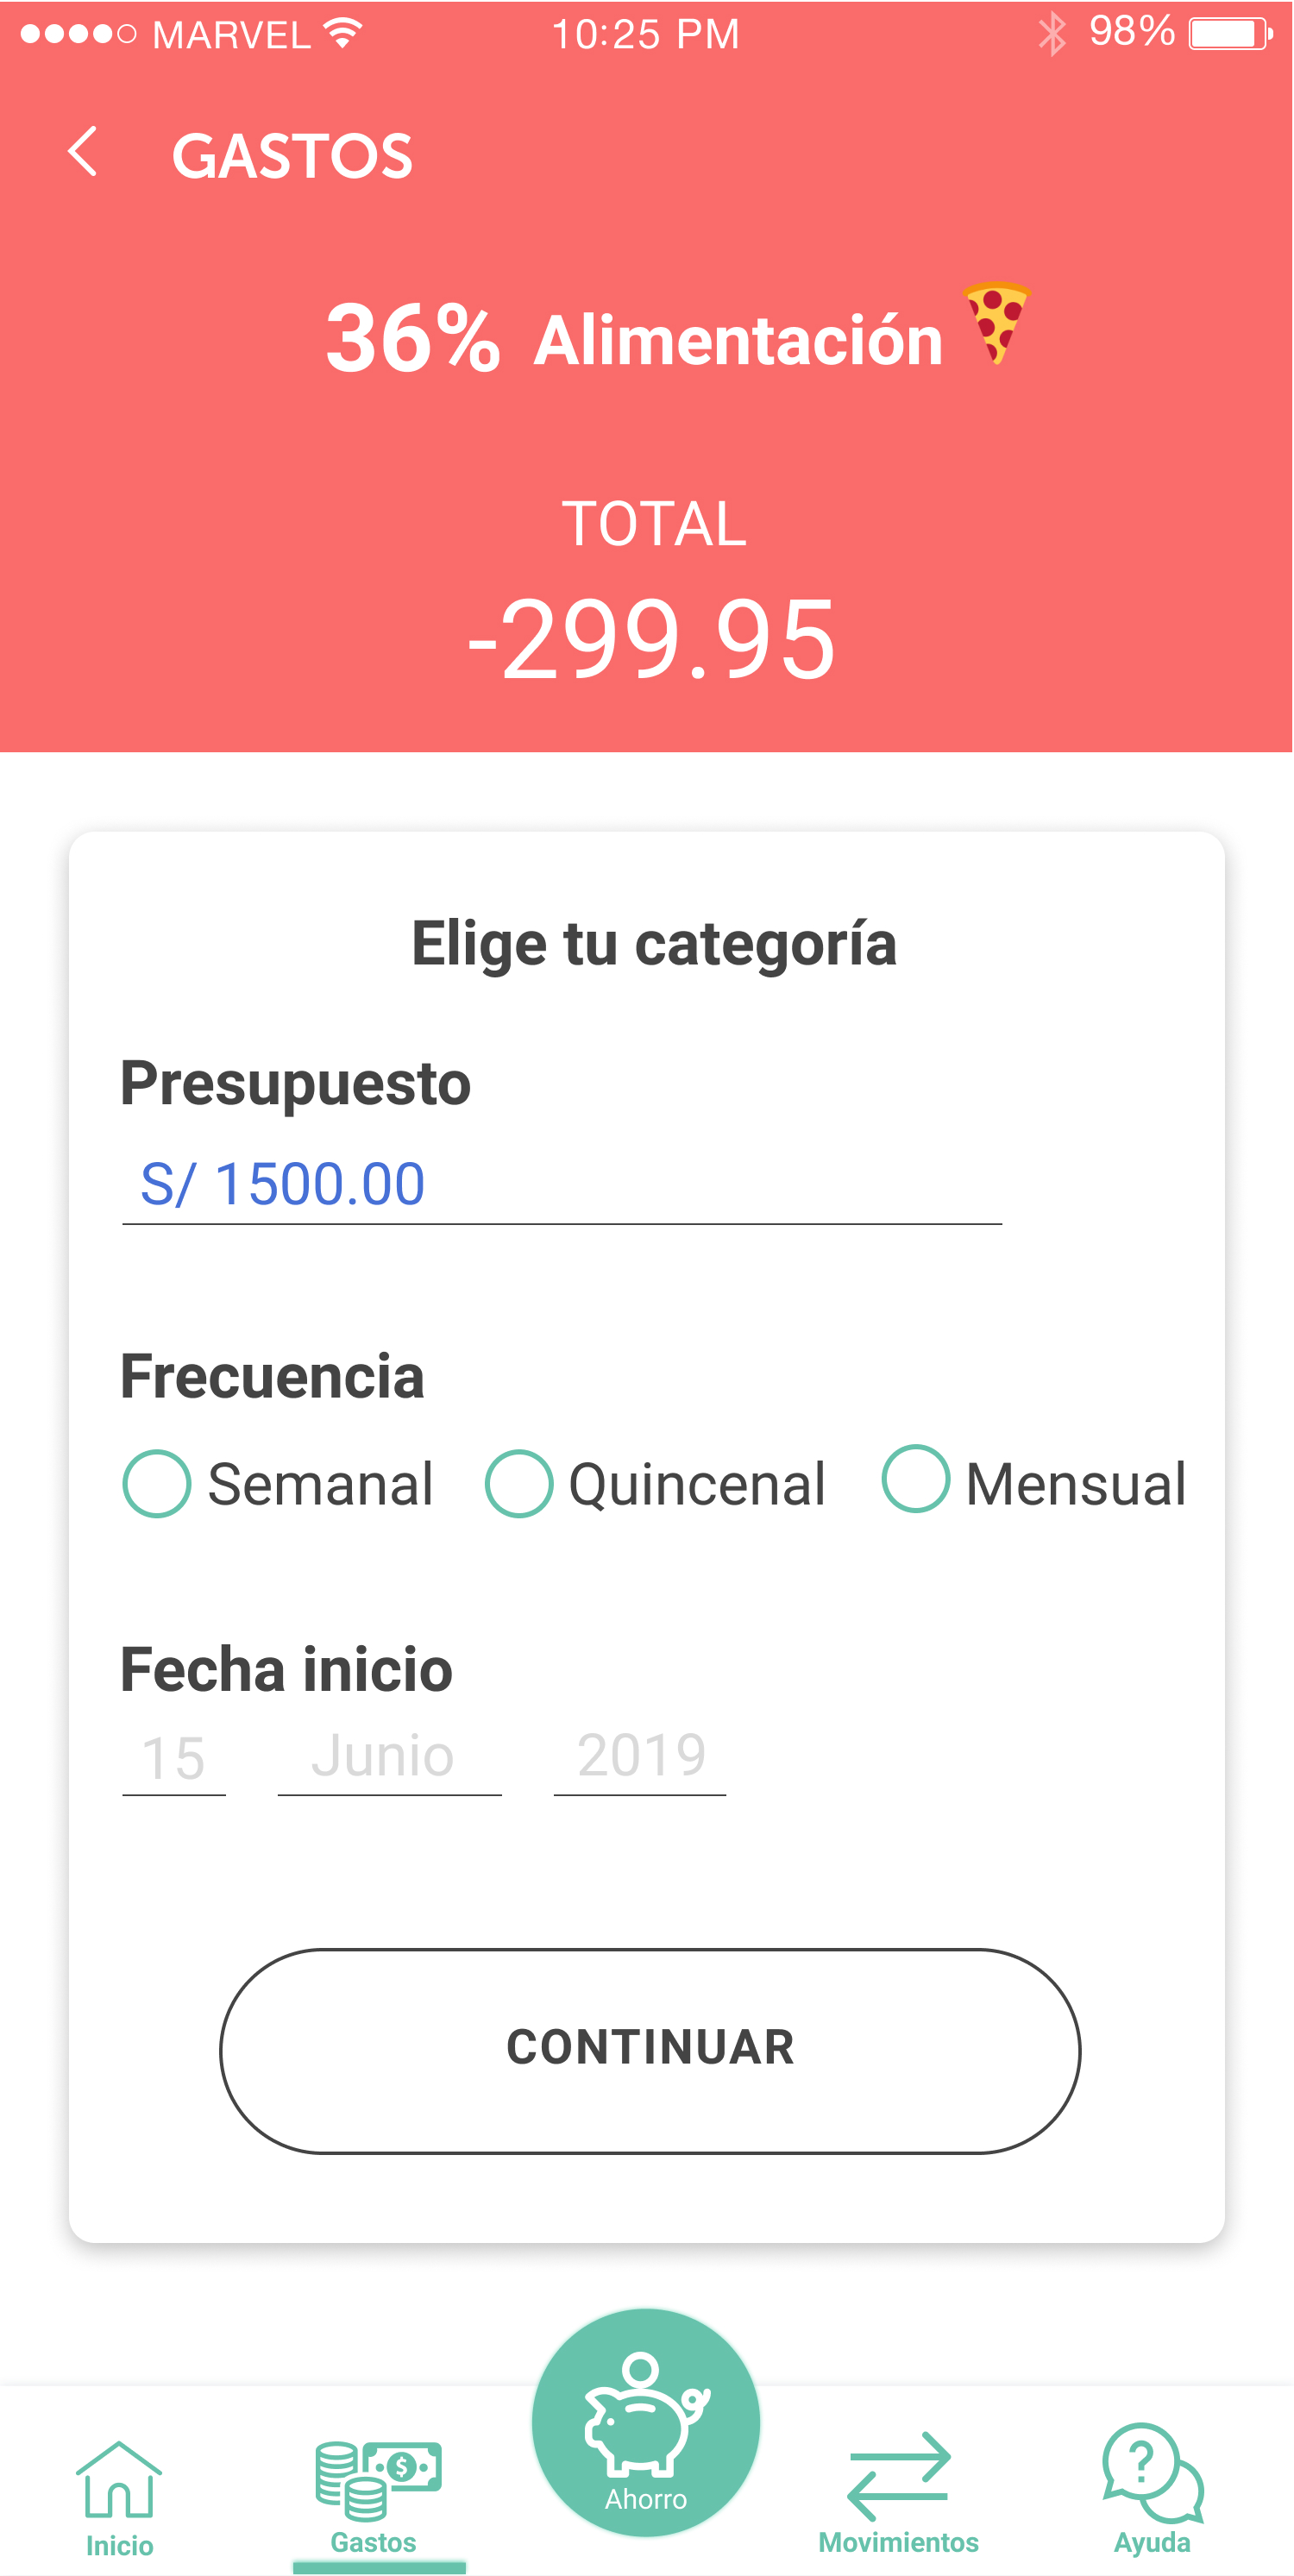 MARVEL 10:25 PM 98%
GASTOS
36% Alimentación
TOTAL
-299.95
Elige tu categoría
Presupuesto
S/ 1500.00
Frecuencia
Semanal Quincenal Mensual
Fecha inicio
15 Junio 2019
CONTINUAR
Inicio Gastos Ahorro Movimientos Ayuda